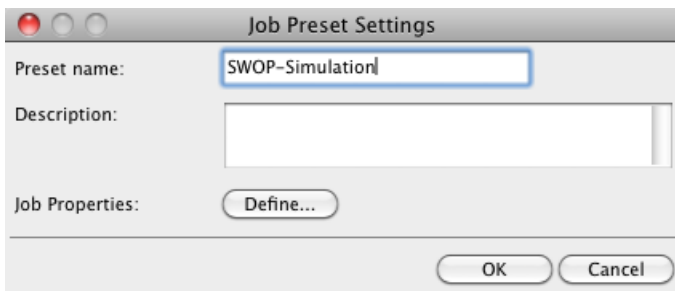 Job Preset Settings
Preset name: SWOP-Simulation
Description:
Job Properties: Define...
OK Cancel